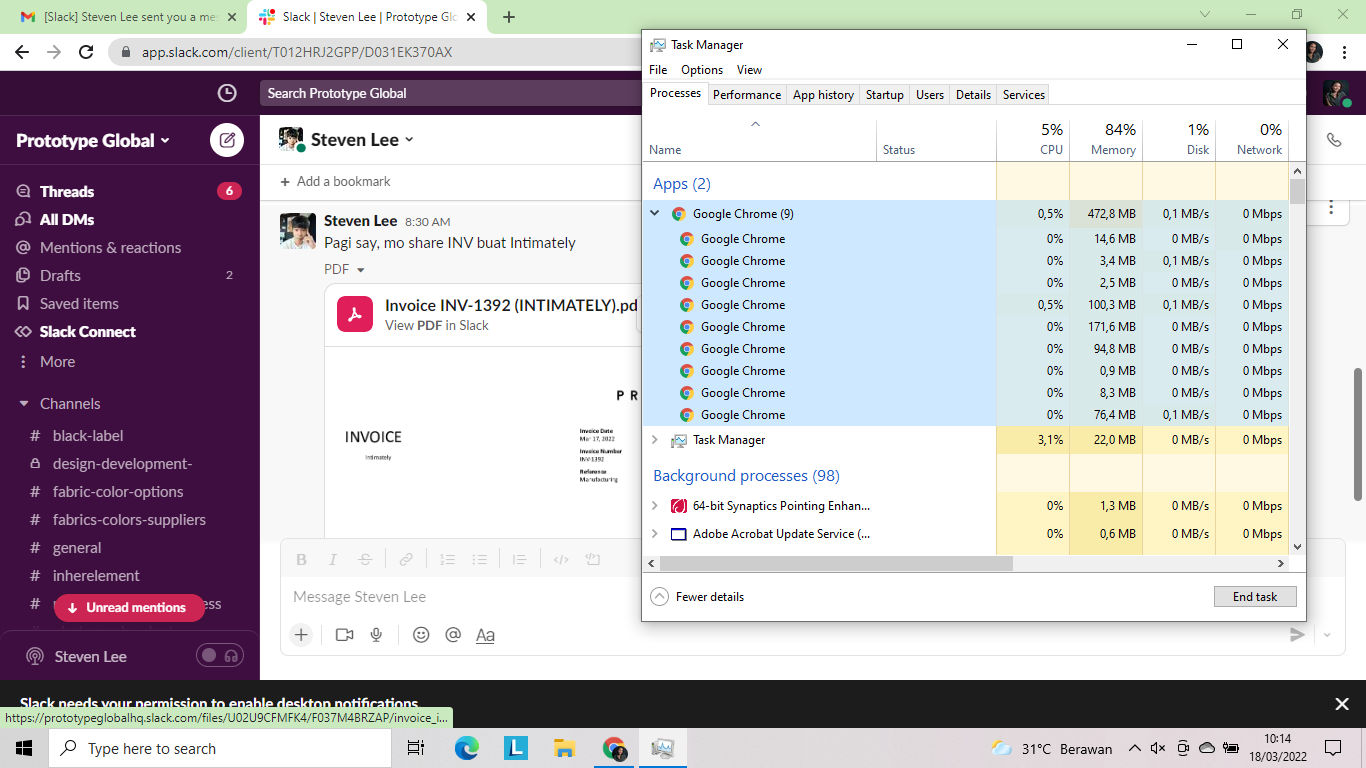 [Slack] Steven Lee sent you a me
Slack | Steven Lee | Prototype Glo
app.slack.com/client/T012HRJ2GPP/D031EK370AX
Search Prototype Global
Prototype Global
Threads
6
All DMs
Mentions & reactions
Drafts
2
Saved items
Slack Connect
More
Channels
# black-label
design-development-
# fabric-color-options
# fabrics-colors-suppliers
# general
# inherelement
#
Unread mentions
ess
Steven Lee
Steven Lee
+ Add a bookmark
Steven Lee 8:30 AM
Pagi say, mo share INV buat Intimately
PDF
Invoice INV-1392 (INTIMATELY).pd
View PDF in Slack
P R
INVOICE
Intimately
Invoice Date
Mar 17, 2022
Invoice Number
INV-1392
Reference
Manufacturing
B I S
Message Steven Lee
Aa
Task Manager
File Options View
Processes Performance App history Startup Users Details Services
5% 84% 1% 0%
Name Status CPU Memory Disk Network
Apps (2)
Google Chrome (9) 0,5% 472,8 MB 0,1 MB/s 0 Mbps
Google Chrome 0% 14,6 MB 0 MB/s 0 Mbps
Google Chrome 0% 3,4 MB 0,1 MB/s 0 Mbps
Google Chrome 0% 2,5 MB 0 MB/s 0 Mbps
Google Chrome 0,5% 100,3 MB 0,1 MB/s 0 Mbps
Google Chrome 0% 171,6 MB 0 MB/s 0 Mbps
Google Chrome 0% 94,8 MB 0 MB/s 0 Mbps
Google Chrome 0% 0,9 MB 0 MB/s 0 Mbps
Google Chrome 0% 8,3 MB 0 MB/s 0 Mbps
Google Chrome 0% 76,4 MB 0,1 MB/s 0 Mbps
Task Manager 3,1% 22,0 MB 0 MB/s 0 Mbps
Background processes (98)
64-bit Synaptics Pointing Enhan... 0% 1,3 MB 0 MB/s 0 Mbps
Adobe Acrobat Update Service (... 0% 0,6 MB 0 MB/s 0 Mbps
Fewer details
End task
Slack needs your permission to enable desktop notifications.
https://prototypeglobalhq.slack.com/files/U02U9CFMFK4/F037M4BRZAP/invoice_i...
Type here to search
L
31°C Berawan
10:14
18/03/2022